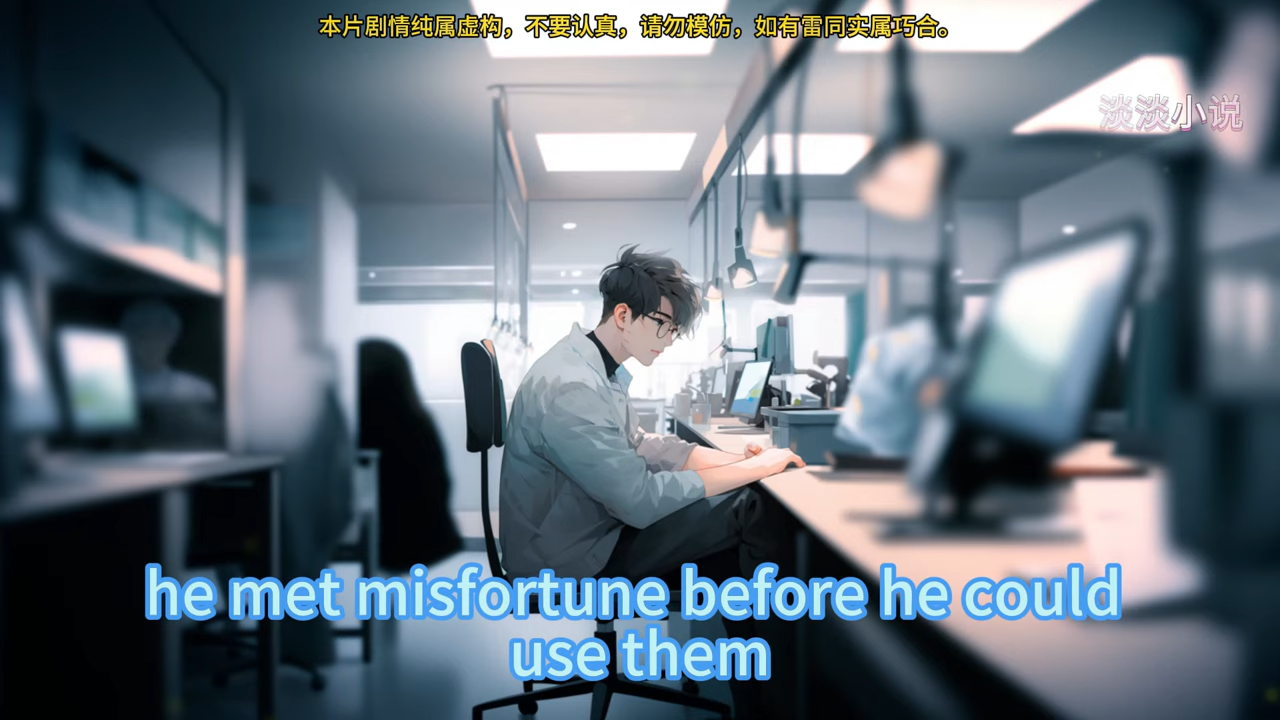 本片剧情纯属虚构，不要认真，请勿模仿，如有雷同实属巧合。
淡淡小说
he met misfortune before he could
use them